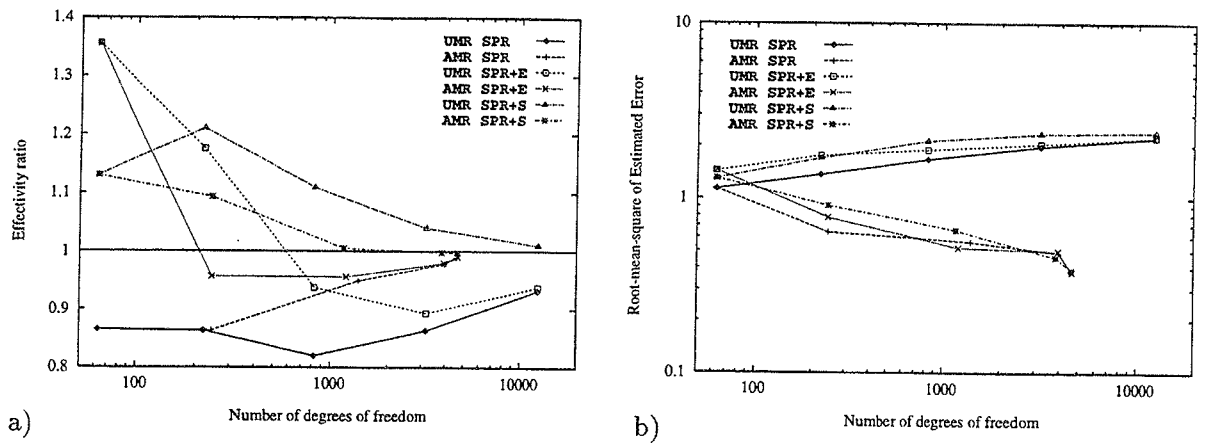 1.4
1.3
1.2
1.1
1
0.9
0.8
Effectivity ratio
UMR SPR
AMR SPR
UMR SPR+E
AMR SPR+E
UMR SPR+S
AMR SPR+S
100
1000
10000
Number of degrees of freedom
a)
10
1
0.1
Root-mean-square of Estimated Error
UMR SPR
AMR SPR
UMR SPR+E
AMR SPR+E
UMR SPR+S
AMR SPR+S
100
1000
10000
Number of degrees of freedom
b)